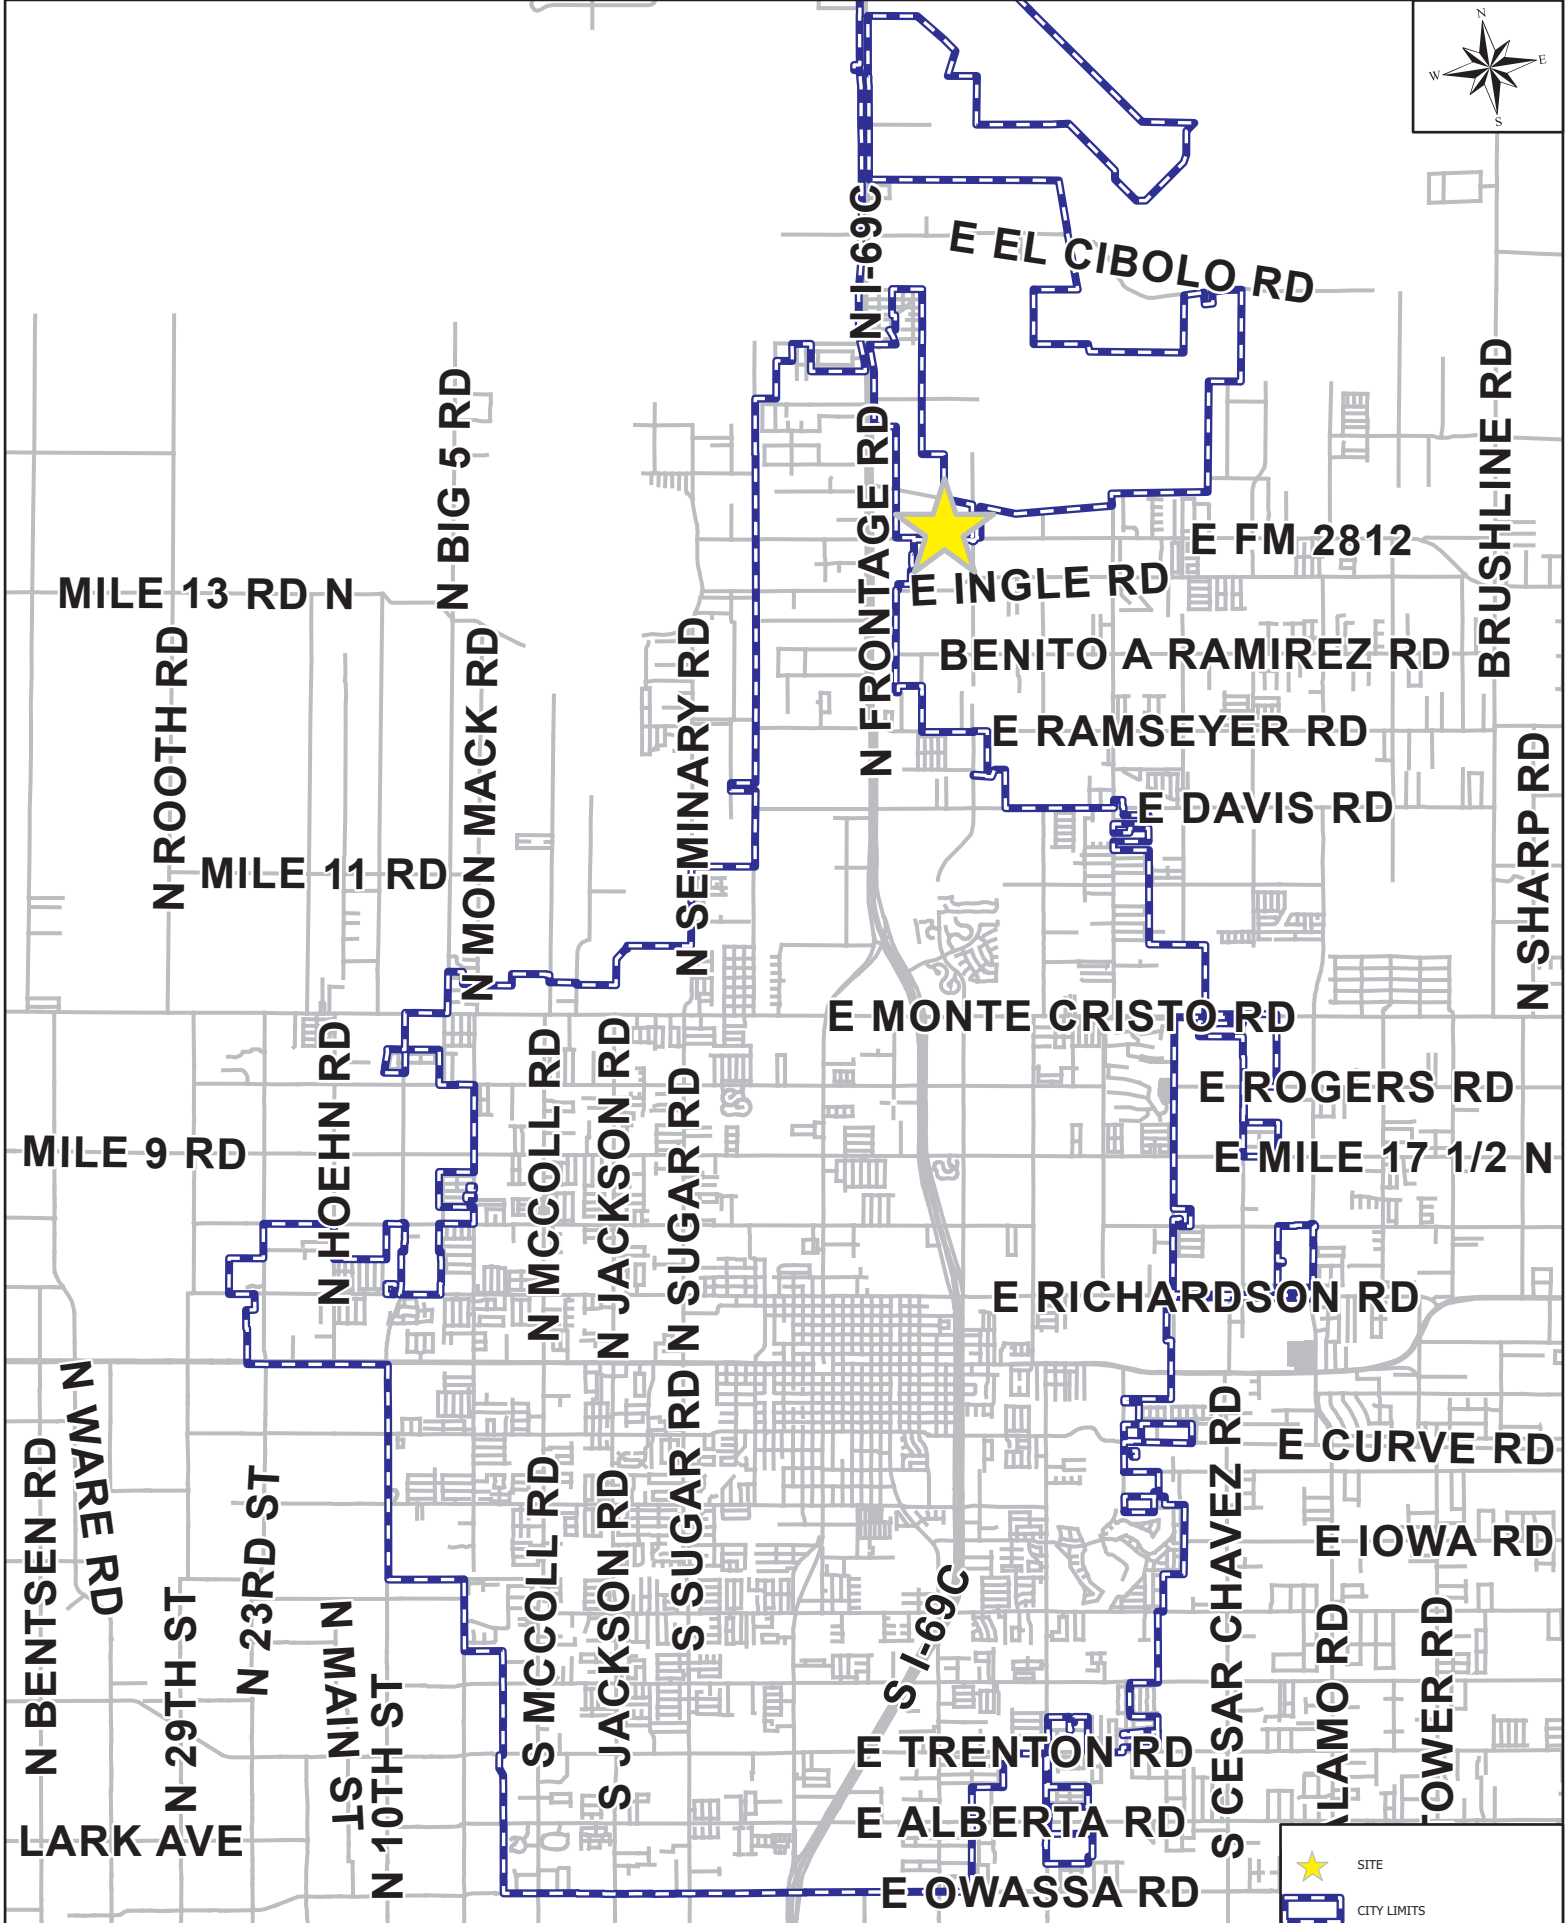 N
W
E
S
N I-69C
E EL CIBOLO RD
N BIG 5 RD
BRUSHLINE RD
N FRONTAGE RD
E FM 2812
E INGLE RD
MILE 13 RD N
BENITO A RAMIREZ RD
N ROOTH RD
N MON MACK RD
N SEMINARY RD
E RAMSEYER RD
E DAVIS RD
N SHARP RD
MILE 11 RD
E MONTE CRISTO RD
N HOEHN RD
N MCCOLL RD
N JACKSON RD
N SUGAR RD
E ROGERS RD
MILE 9 RD
E MILE 17 1/2 N
E RICHARDSON RD
N WARE RD
N BENTSEN RD
S SUGAR RD
S CESAR CHAVEZ RD
E CURVE RD
N 23RD ST
S MCCOLL RD
S JACKSON RD
E IOWA RD
S I-69C
N 29TH ST
N MAIN ST
N 10TH ST
ALAMO RD
TOWER RD
E TRENTON RD
E ALBERTA RD
LARK AVE
E OWASSA RD
SITE
CITY LIMITS